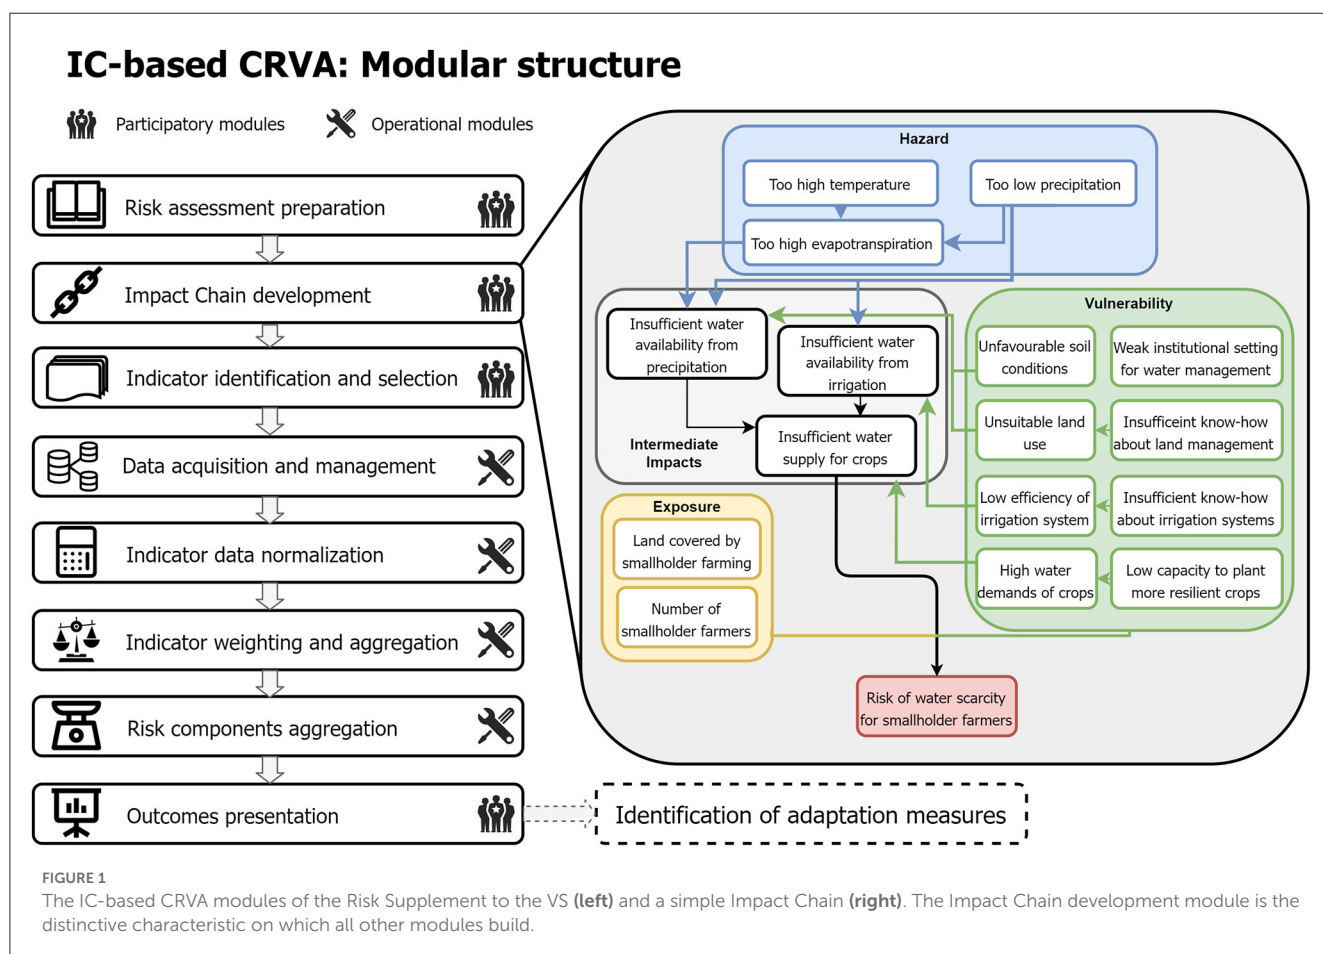 IC-based CRVA: Modular structure
Participatory modules
Operational modules
Risk assessment preparation
Impact Chain development
Indicator identification and selection
Data acquisition and management
Indicator data normalization
Indicator weighting and aggregation
Risk components aggregation
Outcomes presentation
Identification of adaptation measures
Hazard
Too high temperature
Too low precipitation
Too high evapotranspiration
Insufficient water
availability from
precipitation
Insufficient water
availability from
irrigation
Insufficient water
supply for crops
Intermediate
Impacts
Vulnerability
Unfavourable soil
conditions
Weak institutional setting
for water management
Unsuitable land
use
Insufficeint know-how
about land management
Low efficiency of
irrigation system
Insufficient know-how
about irrigation systems
High water
demands of crops
Low capacity to plant
more resilient crops
Exposure
Land covered by
smallholder farming
Number of
smallholder farmers
Risk of water scarcity
for smallholder farmers
FIGURE 1
The IC-based CRVA modules of the Risk Supplement to the VS (left) and a simple Impact Chain (right). The Impact Chain development module is the
distinctive characteristic on which all other modules build.